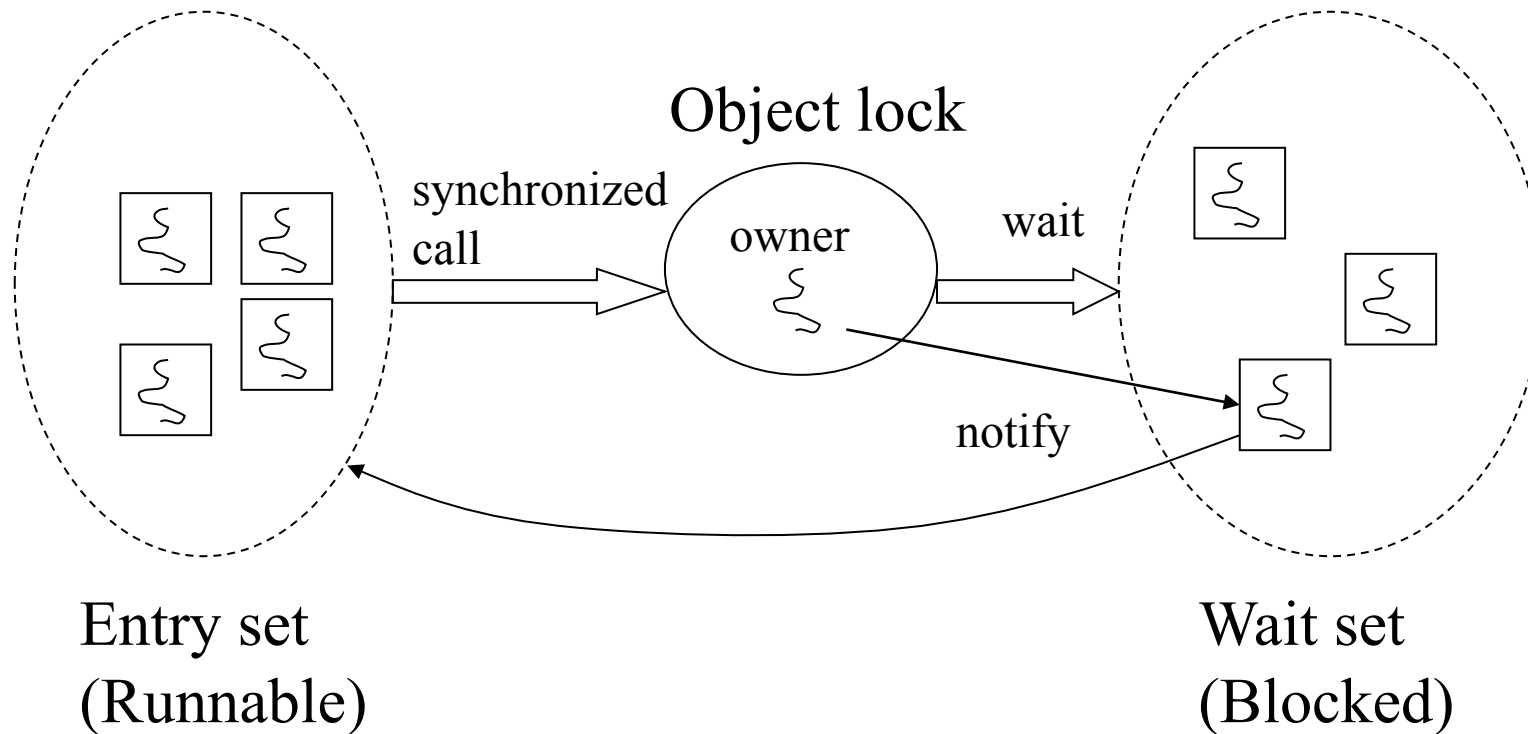 Object lock
synchronized
call
owner
wait
notify
Entry set
(Runnable)
Wait set
(Blocked)